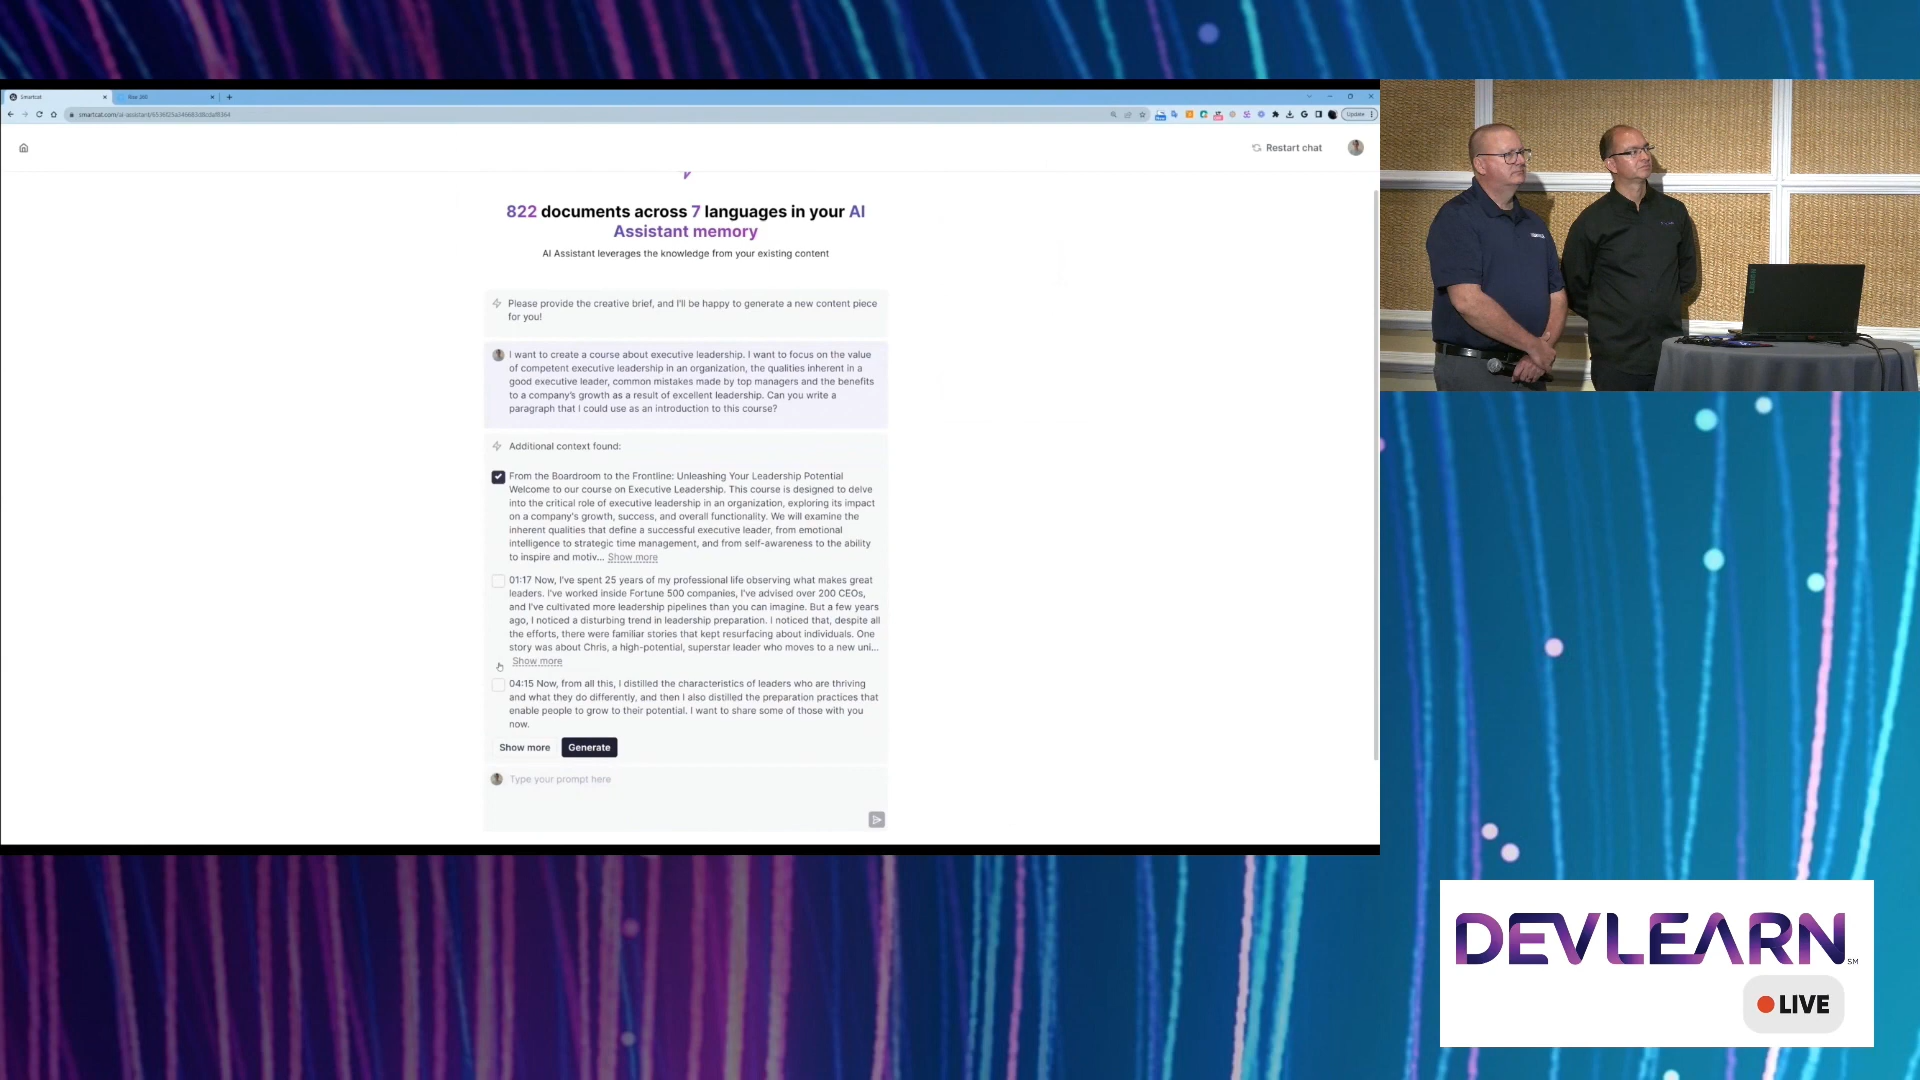 Smartcat
Rise 360
smartcat.com/ai-assistant/
Update
Restart chat
822 documents across 7 languages in your AI
Assistant memory
AI Assistant leverages the knowledge from your existing content
Please provide the creative brief, and I'll be happy to generate a new content piece
for you!
I want to create a course about executive leadership. I want to focus on the value
of competent executive leadership in an organization, the qualities inherent in a
good executive leader, common mistakes made by top managers and the benefits
to a company's growth as a result of excellent leadership. Can you write a
paragraph that I could use as an introduction to this course?
Additional context found:
From the Boardroom to the Frontline: Unleashing Your Leadership Potential
Welcome to our course on Executive Leadership. This course is designed to delve
into the critical role of executive leadership in an organization, exploring its impact
on a company's growth, success, and overall functionality. We will examine the
inherent qualities that define a successful executive leader, from emotional
intelligence to strategic time management, and from self-awareness to the ability
to inspire and motiv... Show more
01:17 Now, I've spent 25 years of my professional life observing what makes great
leaders. I've worked inside Fortune 500 companies, I've advised over 200 CEOs,
and I've cultivated more leadership pipelines than you can imagine. But a few years
ago, I noticed a disturbing trend in leadership preparation. I noticed that, despite all
the efforts, there were familiar stories that kept resurfacing about individuals. One
story was about Chris, a high-potential, superstar leader who moves to a new uni...
Show more
04:15 Now, from all this, I distilled the characteristics of leaders who are thriving
and what they do differently, and then I also distilled the preparation practices that
enable people to grow to their potential. I want to share some of those with you
now.
Show more Generate
Type your prompt here
LEGION
DEVLEARN SM
LIVE